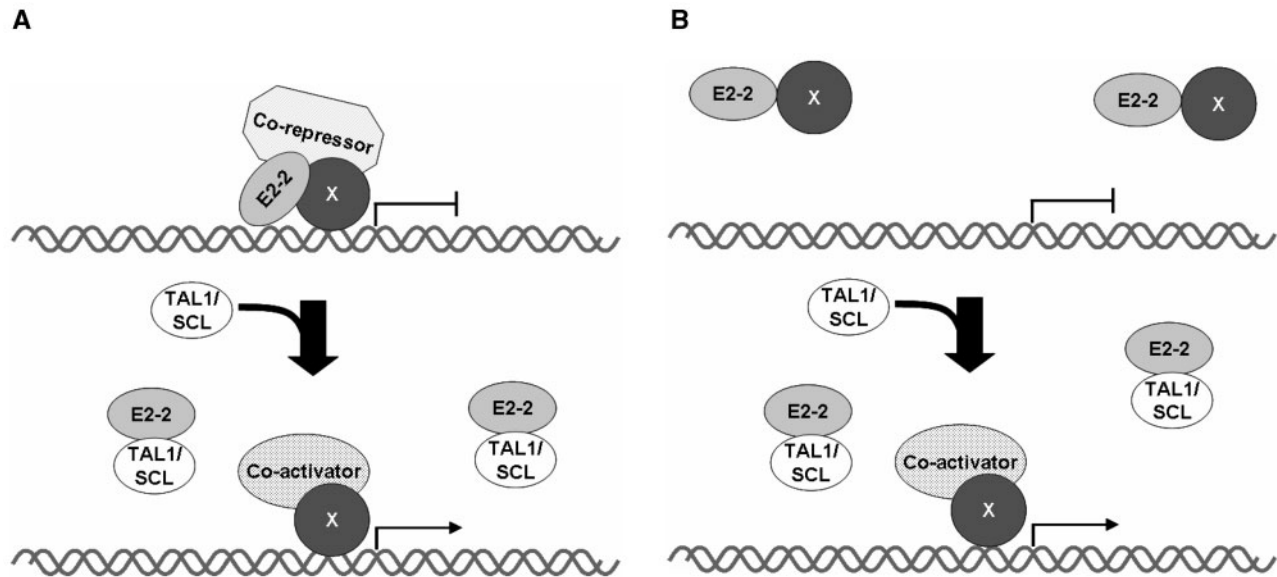 A
Co-repressor
E2-2
X
TAL1/
SCL
E2-2
TAL1/
SCL
E2-2
TAL1/
SCL
Co-activator
X
B
E2-2
X
E2-2
X
TAL1/
SCL
E2-2
TAL1/
SCL
E2-2
TAL1/
SCL
Co-activator
X